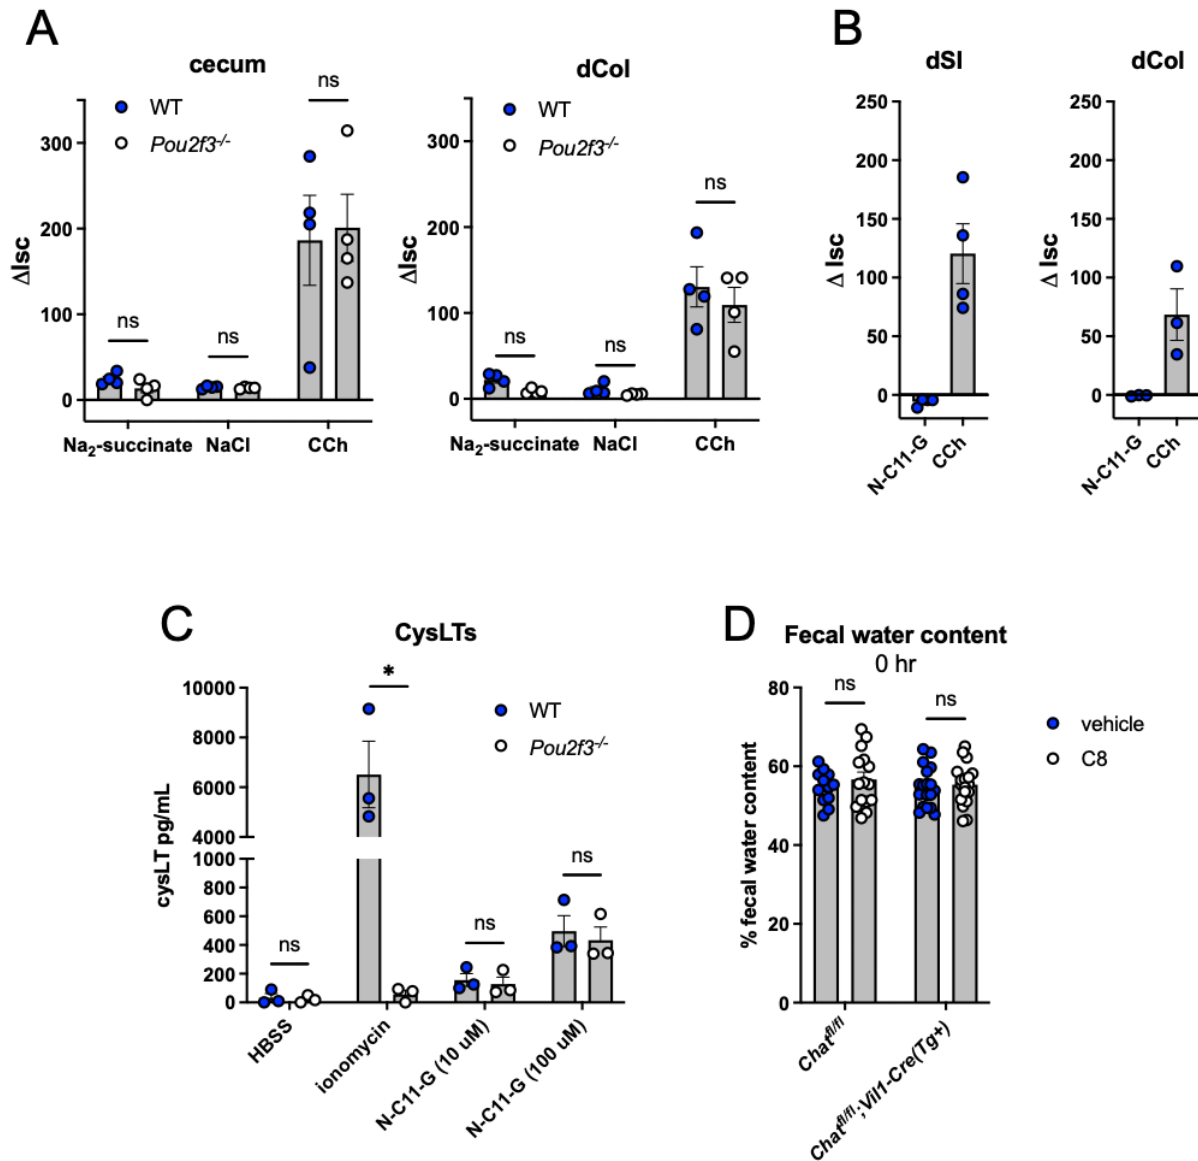 A
cecum
ns
WT
Pou2f3-/-
ΔIsc
300
200
100
0
ns
ns
Na2-succinate
NaCl
CCh
dCol
WT
Pou2f3-/-
ΔIsc
300
200
100
0
ns
ns
ns
Na2-succinate
NaCl
CCh
B
dSI
Δ Isc
250
200
150
100
50
0
N-C11-G
CCh
dCol
Δ Isc
250
200
150
100
50
0
N-C11-G
CCh
C
CysLTs
cysLT pg/mL
10000
8000
6000
4000
1000
800
600
400
200
0
*
WT
Pou2f3-/-
ns
ns
ns
HBSS
ionomycin
N-C11-G (10 uM)
N-C11-G (100 uM)
D
Fecal water content
0 hr
% fecal water content
80
60
40
20
0
ns
ns
vehicle
C8
Chatfl/fl
Chatfl/fl;Vil1-Cre(Tg+)